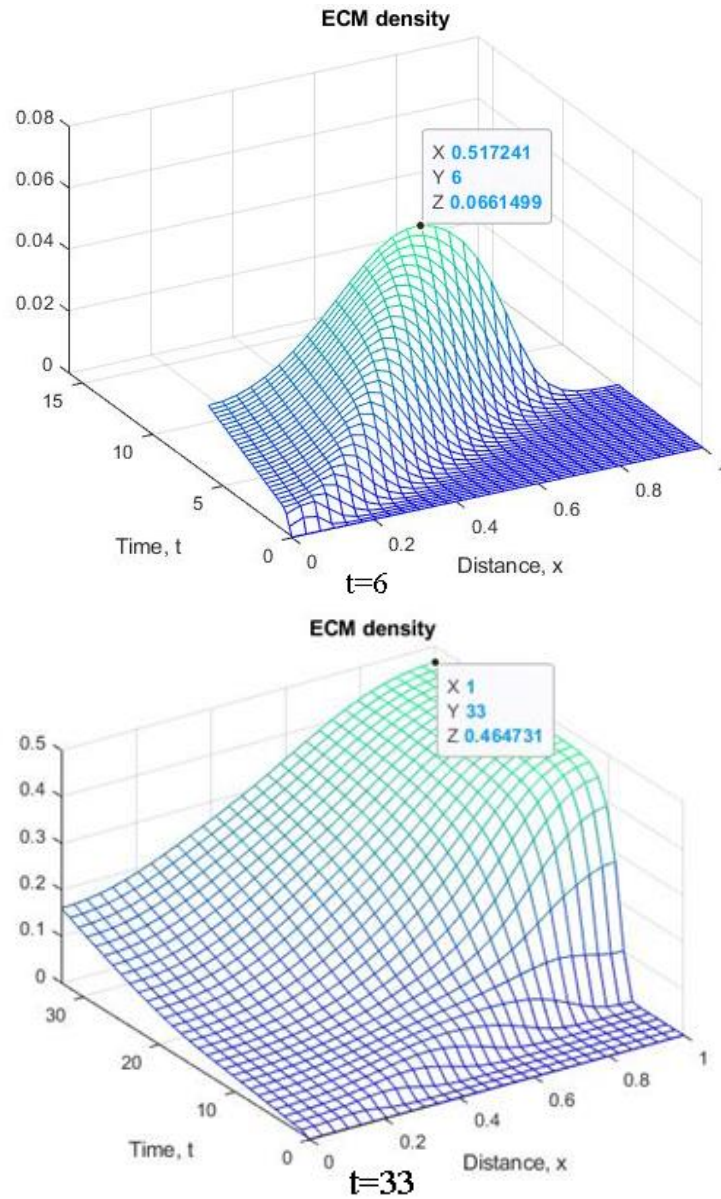 ECM density
0.08
0.06
0.04
0.02
0
X 0.517241
Y 6
Z 0.0661499
15
10
5
0
Time, t
0
0.2
0.4
0.6
0.8
Distance, x
t=6
ECM density
0.5
0.4
0.3
0.2
0.1
0
X 1
Y 33
Z 0.464731
30
20
10
0
Time, t
0
0.2
0.4
0.6
0.8
1
Distance, x
t=33